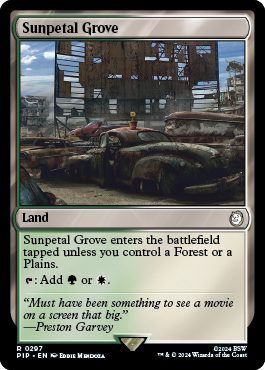 Sunpetal Grove
Land
Sunpetal Grove enters the battlefield
tapped unless you control a Forest or a
Plains.
: Add or .
“Must have been something to see a movie
on a screen that big.”
—Preston Garvey
R 0297
PIP • EN Eddie Mendoza
©2024 BSW
™ & © 2024 Wizards of the Coast